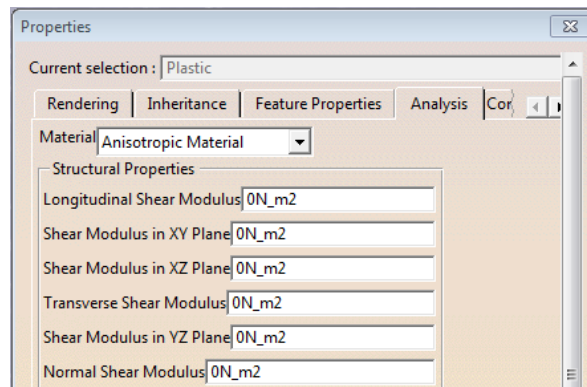 Properties
Current selection : Plastic
Rendering Inheritance Feature Properties Analysis Cor
Material Anisotropic Material
Structural Properties
Longitudinal Shear Modulus 0N_m2
Shear Modulus in XY Plane 0N_m2
Shear Modulus in XZ Plane 0N_m2
Transverse Shear Modulus 0N_m2
Shear Modulus in YZ Plane 0N_m2
Normal Shear Modulus 0N_m2